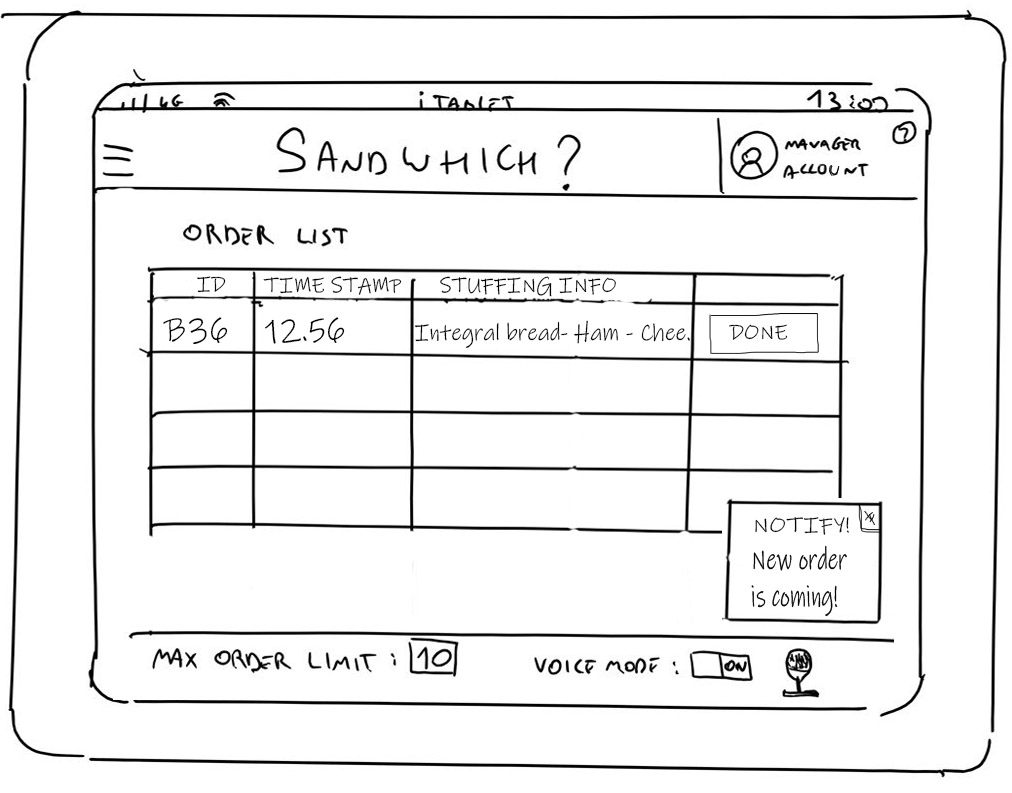 4G iTABLET 13:00
SANDWHICH?
MANAGER
ACCOUNT
?
ORDER LIST
ID TIME STAMP STUFFING INFO
B36 12.56 Integral bread- Ham - Chee. DONE
NOTIFY! X
New order
is coming!
MAX ORDER LIMIT : 10 VOICE MODE : ON